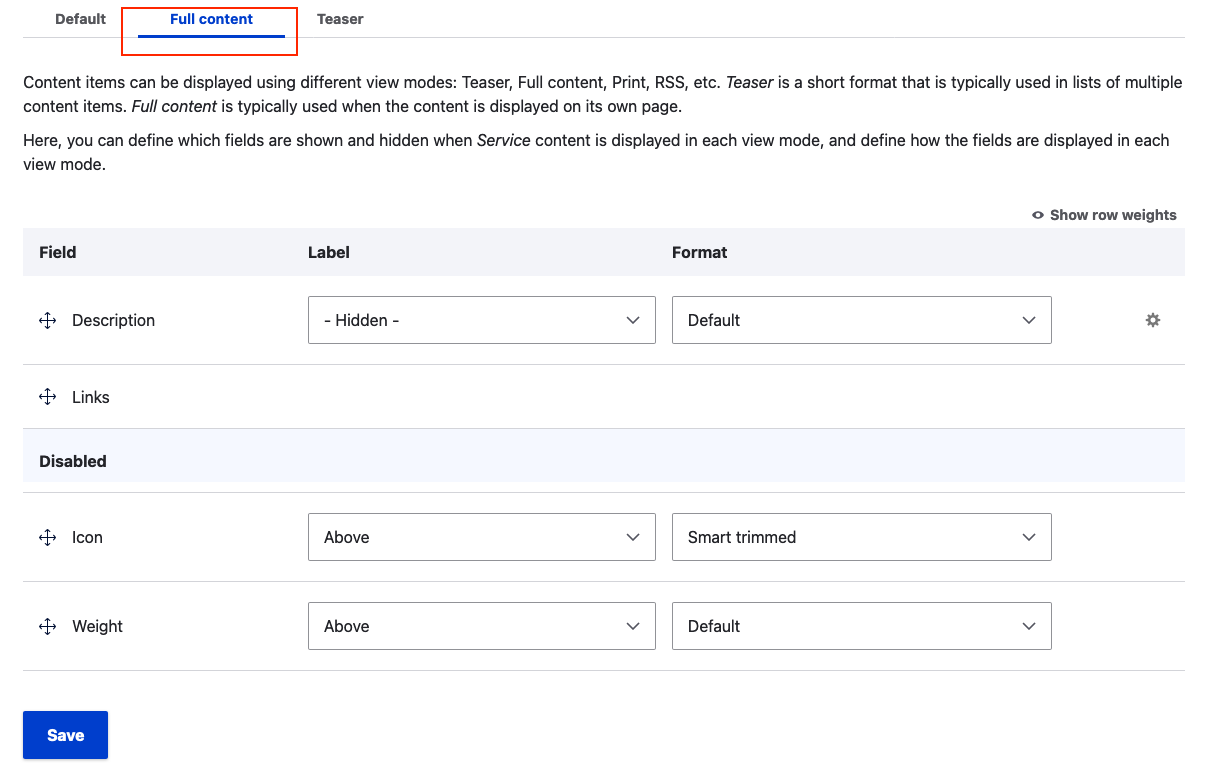 Default Full content Teaser
Content items can be displayed using different view modes: Teaser, Full content, Print, RSS, etc. Teaser is a short format that is typically used in lists of multiple
content items. Full content is typically used when the content is displayed on its own page.
Here, you can define which fields are shown and hidden when Service content is displayed in each view mode, and define how the fields are displayed in each
view mode.
Show row weights
Field Label Format
Description - Hidden - Default
Links
Disabled
Icon Above Smart trimmed
Weight Above Default
Save